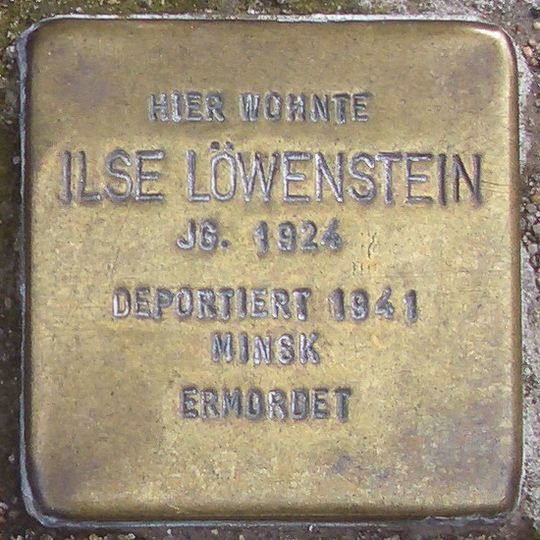 HIER WOHNTE
ILSE LÖWENSTEIN
JG. 1924
DEPORTIERT 1941
MINSK
ERMORDET